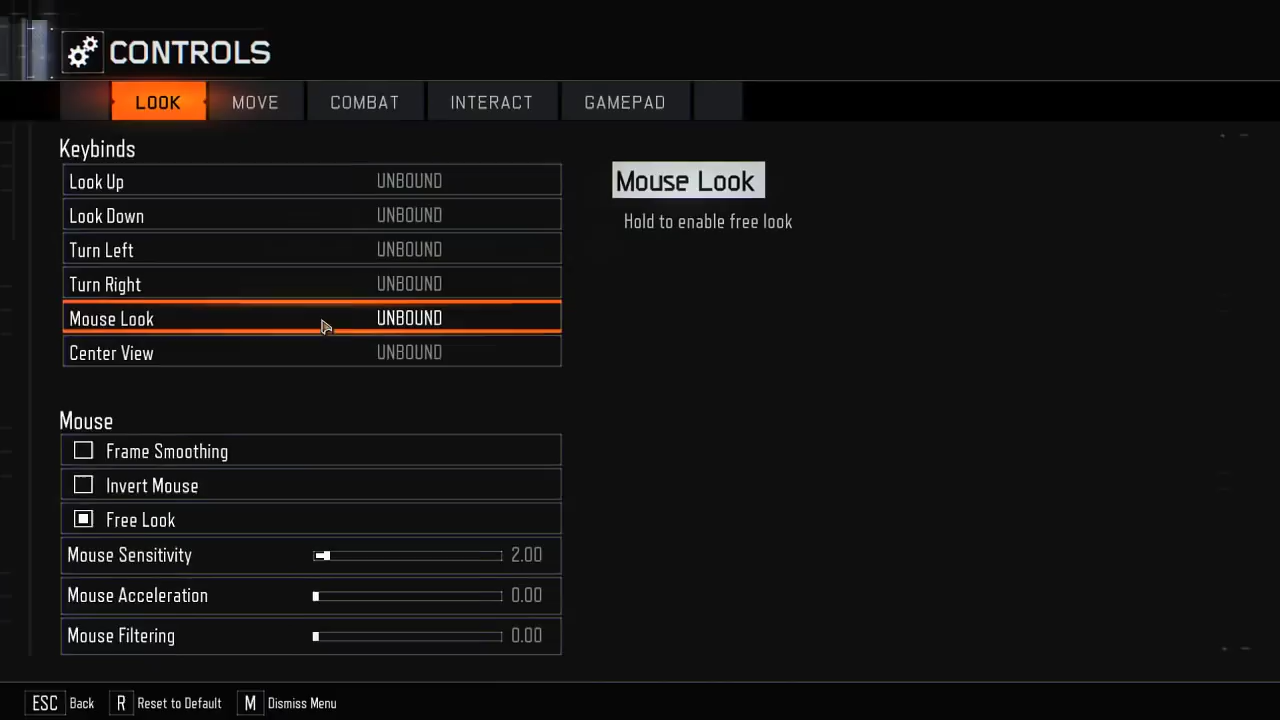 CONTROLS
LOOK MOVE COMBAT INTERACT GAMEPAD
Keybinds
Look Up UNBOUND
Look Down UNBOUND
Turn Left UNBOUND
Turn Right UNBOUND
Mouse Look UNBOUND
Center View UNBOUND
Mouse
Frame Smoothing
Invert Mouse
Free Look
Mouse Sensitivity 2.00
Mouse Acceleration 0.00
Mouse Filtering 0.00
Mouse Look
Hold to enable free look
ESC Back R Reset to Default M Dismiss Menu